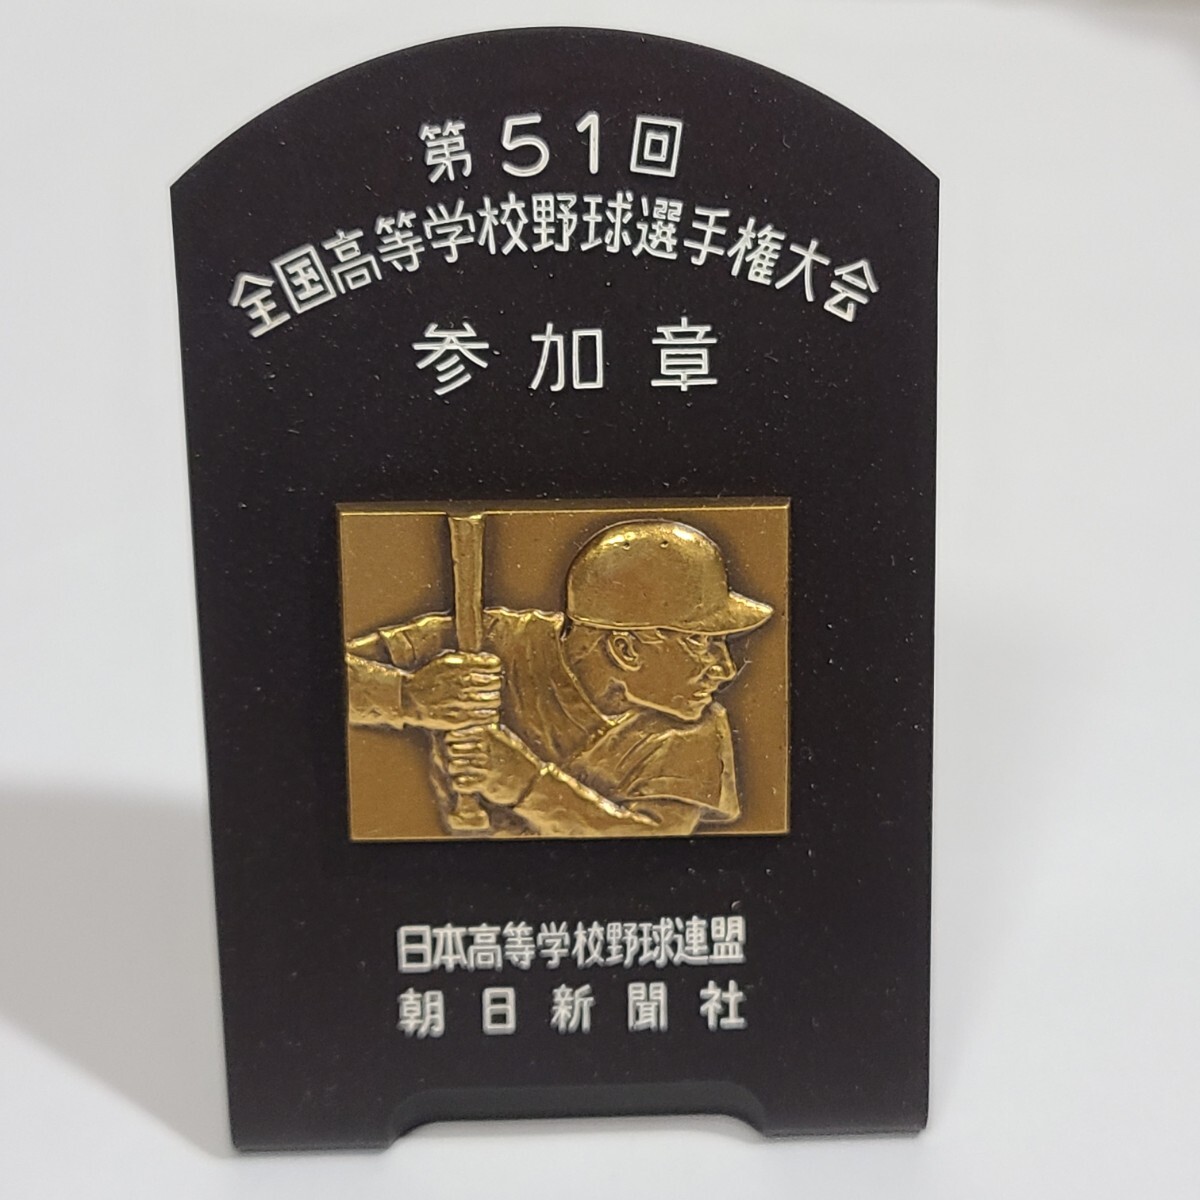 第51回
全国高等学校野球選手権大会
参加章
日本高等学校野球連盟
朝日新聞社